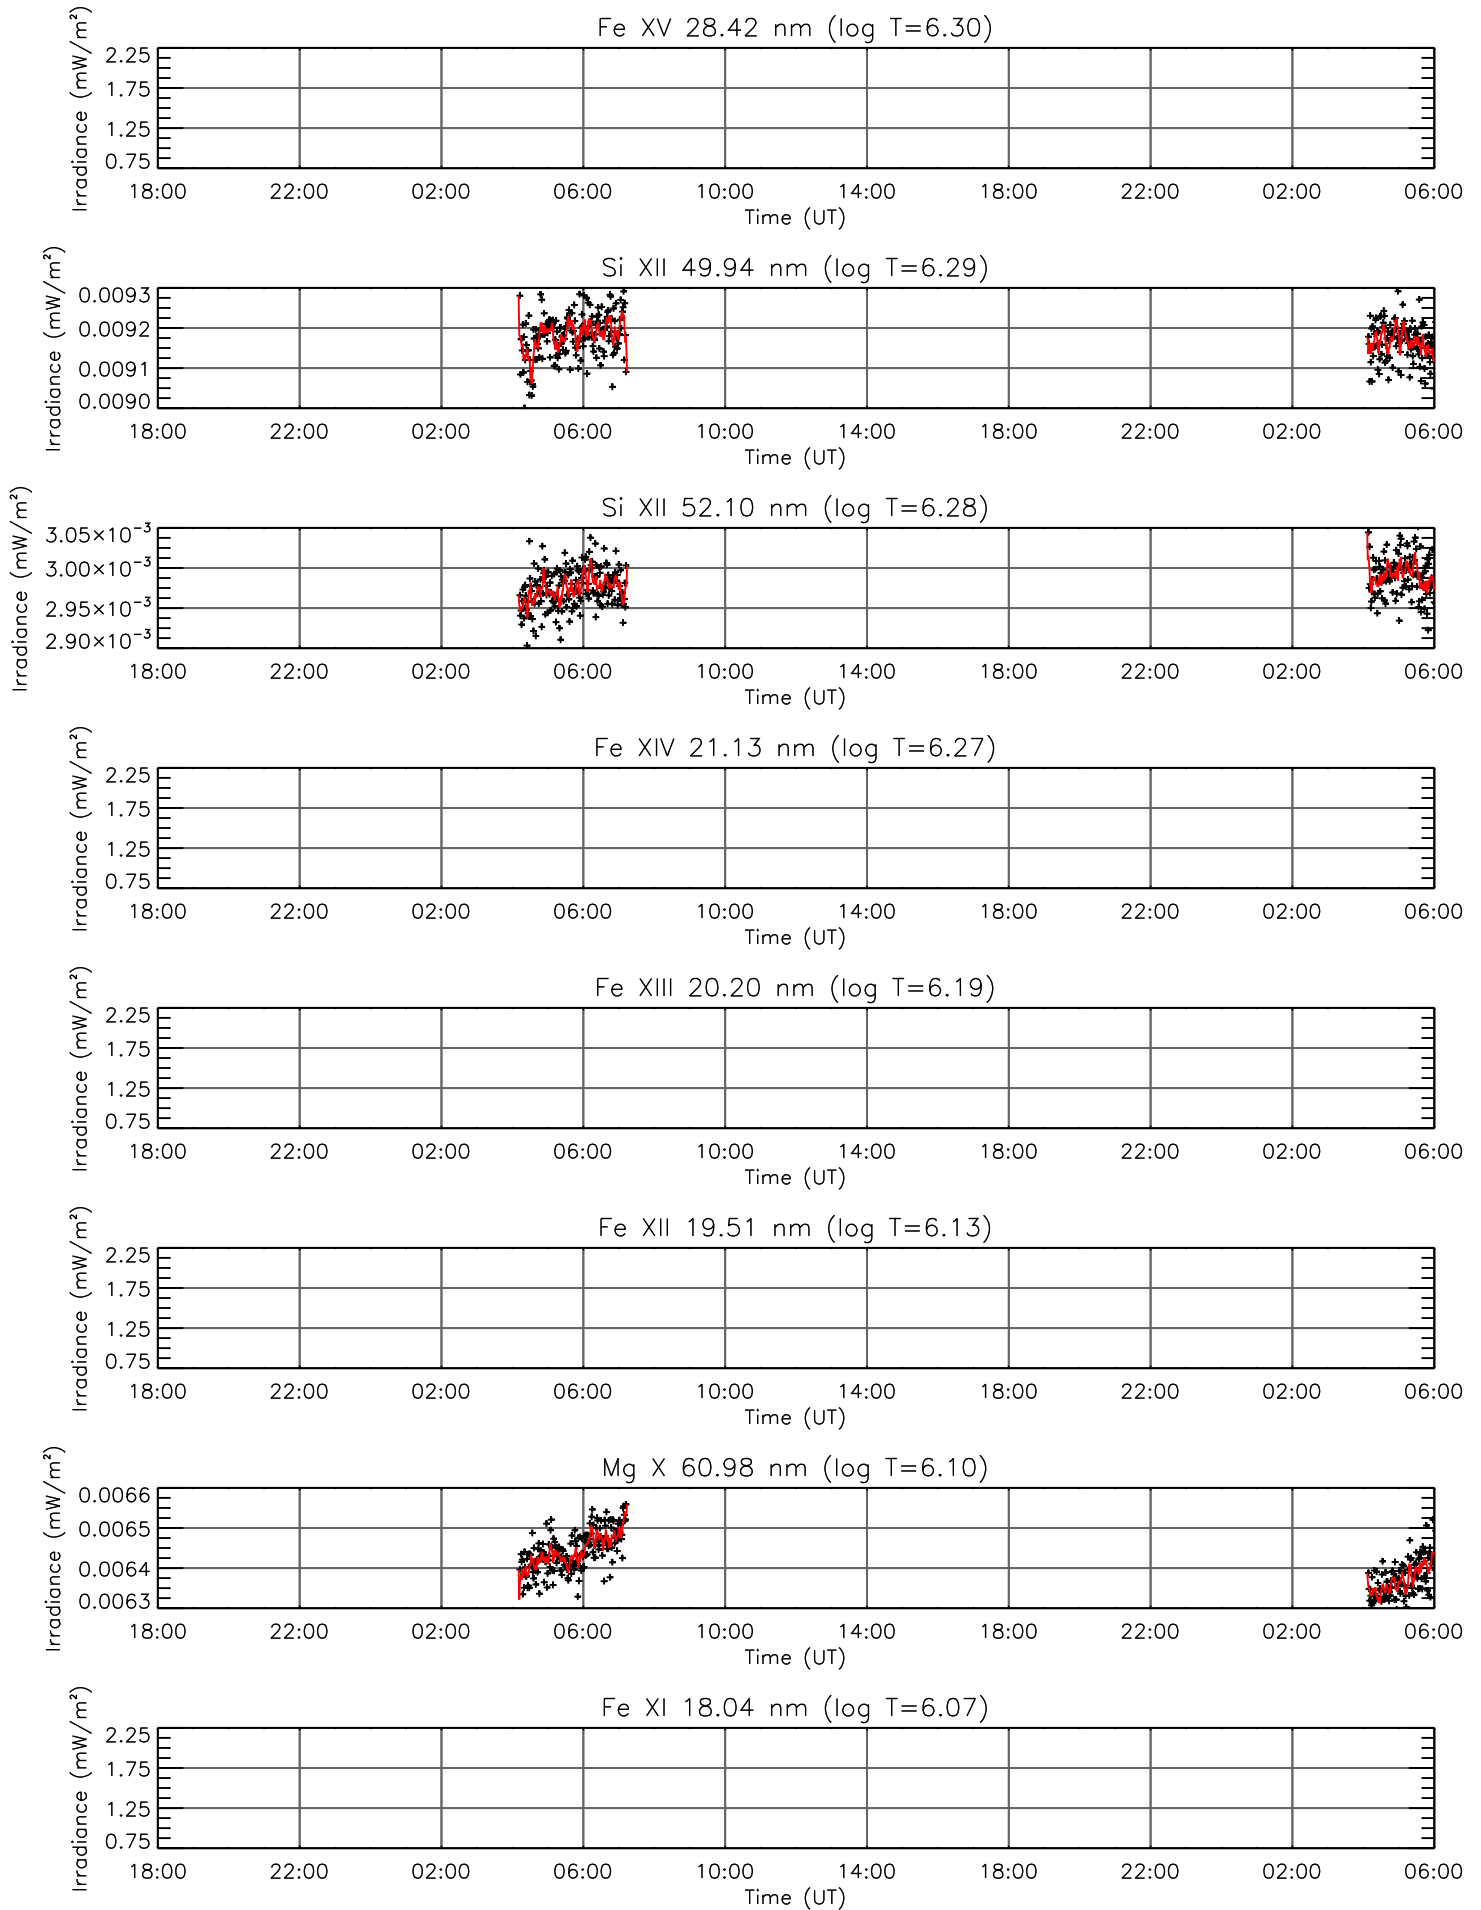 Fe XV 28.42 nm (log T=6.30)
Irradiance (mW/m²)
2.25
1.75
1.25
0.75
18:00 22:00 02:00 06:00 10:00 14:00 18:00 22:00 02:00 06:00
Time (UT)
Si XII 49.94 nm (log T=6.29)
Irradiance (mW/m²)
0.0093
0.0092
0.0091
0.0090
18:00 22:00 02:00 06:00 10:00 14:00 18:00 22:00 02:00 06:00
Time (UT)
Si XII 52.10 nm (log T=6.28)
Irradiance (mW/m²)
3.05×10⁻³
3.00×10⁻³
2.95×10⁻³
2.90×10⁻³
18:00 22:00 02:00 06:00 10:00 14:00 18:00 22:00 02:00 06:00
Time (UT)
Fe XIV 21.13 nm (log T=6.27)
Irradiance (mW/m²)
2.25
1.75
1.25
0.75
18:00 22:00 02:00 06:00 10:00 14:00 18:00 22:00 02:00 06:00
Time (UT)
Fe XIII 20.20 nm (log T=6.19)
Irradiance (mW/m²)
2.25
1.75
1.25
0.75
18:00 22:00 02:00 06:00 10:00 14:00 18:00 22:00 02:00 06:00
Time (UT)
Fe XII 19.51 nm (log T=6.13)
Irradiance (mW/m²)
2.25
1.75
1.25
0.75
18:00 22:00 02:00 06:00 10:00 14:00 18:00 22:00 02:00 06:00
Time (UT)
Mg X 60.98 nm (log T=6.10)
Irradiance (mW/m²)
0.0066
0.0065
0.0064
0.0063
18:00 22:00 02:00 06:00 10:00 14:00 18:00 22:00 02:00 06:00
Time (UT)
Fe XI 18.04 nm (log T=6.07)
Irradiance (mW/m²)
2.25
1.75
1.25
0.75
18:00 22:00 02:00 06:00 10:00 14:00 18:00 22:00 02:00 06:00
Time (UT)